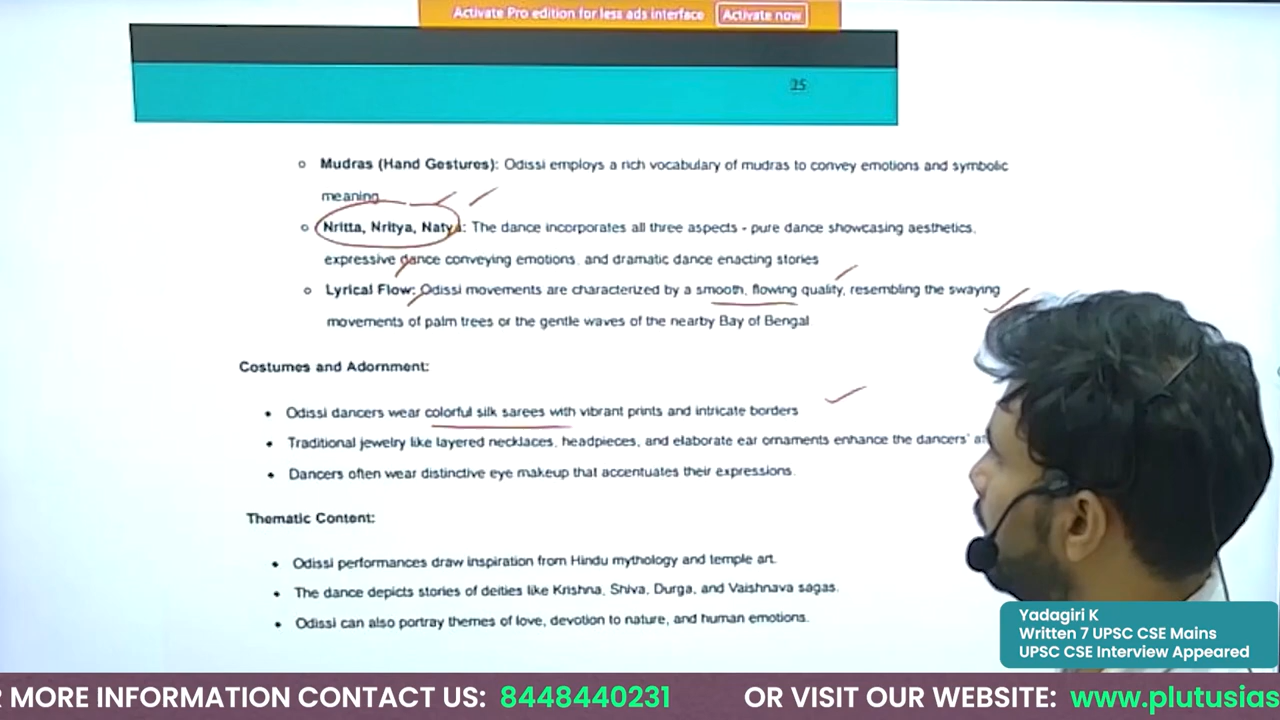 Activate Pro edition for less ads interface Activate now
25
Mudras (Hand Gestures): Odissi employs a rich vocabulary of mudras to convey emotions and symbolic
meaning
Nritta, Nritya, Natya: The dance incorporates all three aspects - pure dance showcasing aesthetics,
expressive dance conveying emotions, and dramatic dance enacting stories
Lyrical Flow: Odissi movements are characterized by a smooth, flowing quality, resembling the swaying
movements of palm trees or the gentle waves of the nearby Bay of Bengal
Costumes and Adornment:
Odissi dancers wear colorful silk sarees with vibrant prints and intricate borders
Traditional jewelry like layered necklaces, headpieces, and elaborate ear ornaments enhance the dancers'
Dancers often wear distinctive eye makeup that accentuates their expressions.
Thematic Content:
Odissi performances draw inspiration from Hindu mythology and temple art.
The dance depicts stories of deities like Krishna, Shiva, Durga, and Vaishnava sagas.
Odissi can also portray themes of love, devotion to nature, and human emotions.
Yadagiri K
Written 7 UPSC CSE Mains
UPSC CSE Interview Appeared
MORE INFORMATION CONTACT US: 8448440231 OR VISIT OUR WEBSITE: www.plutusias